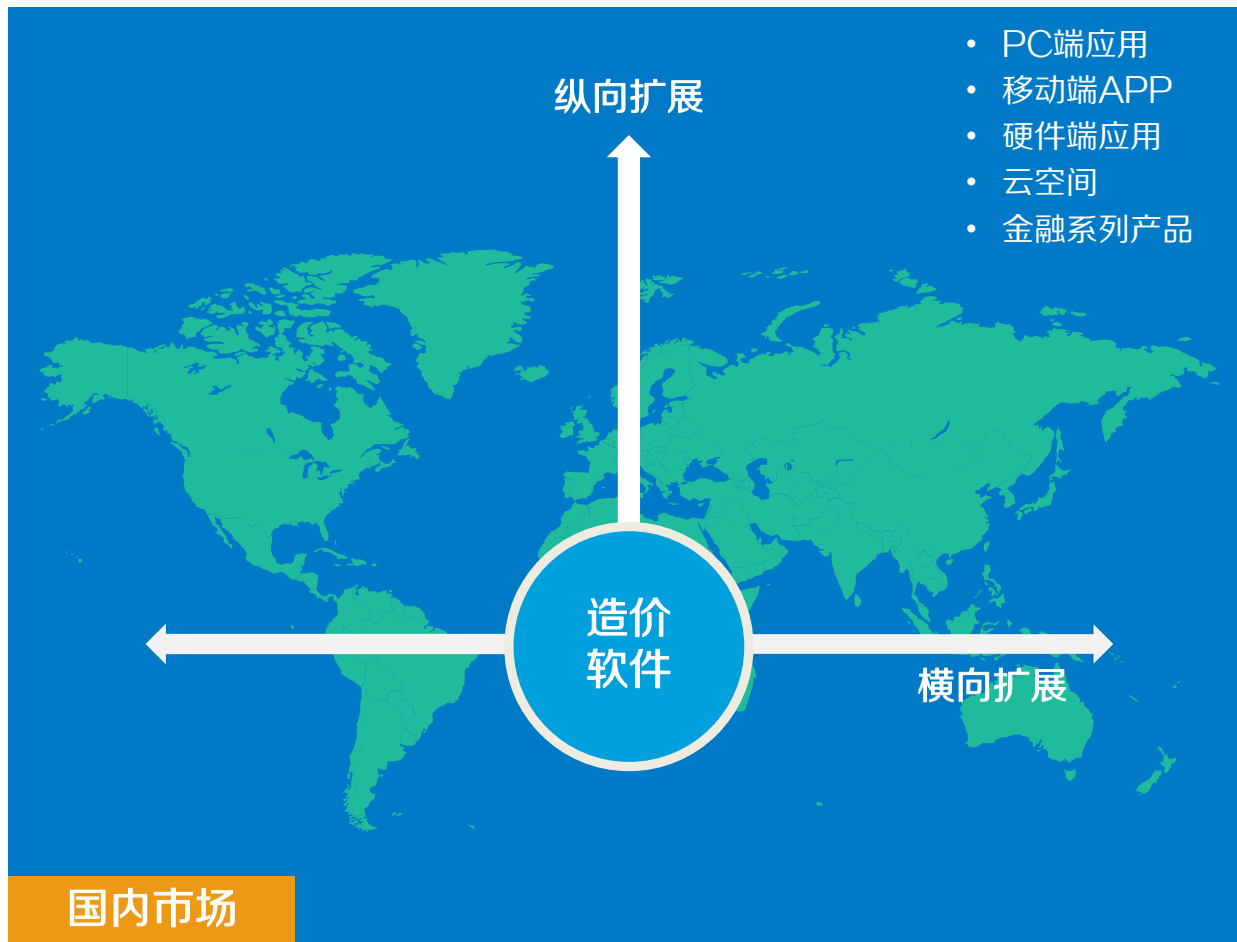 • PC端应用
• 移动端APP
• 硬件端应用
• 云空间
• 金融系列产品
纵向扩展
造价
软件
横向扩展
国内市场